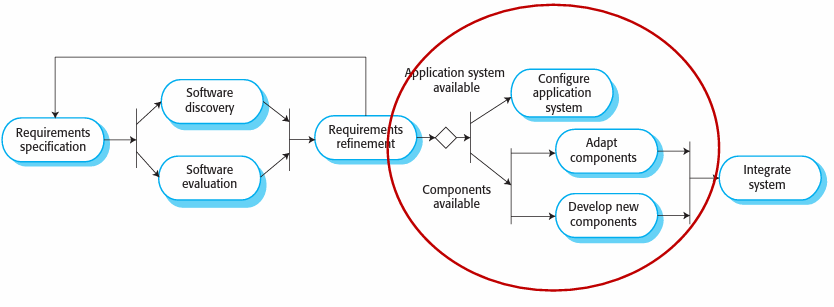 Requirements
specification
Software
discovery
Software
evaluation
Requirements
refinement
Application system
available
Configure
application
system
Components
available
Adapt
components
Develop new
components
Integrate
system